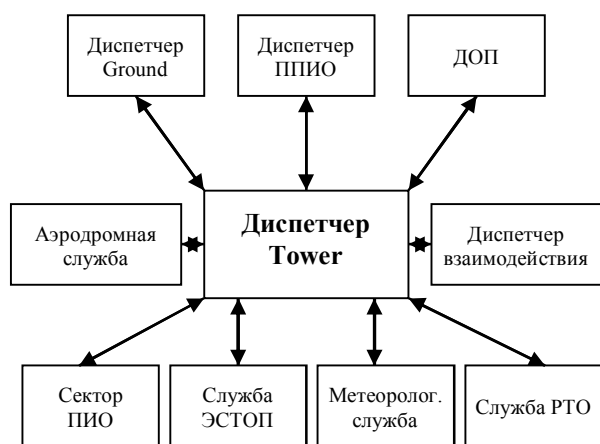 Диспетчер
Ground
Диспетчер
ППИО
ДОП
Аэродромная
служба
Диспетчер
Tower
Диспетчер
взаимодействия
Сектор
ПИО
Служба
ЭСТОП
Метеоролог.
служба
Служба РТО